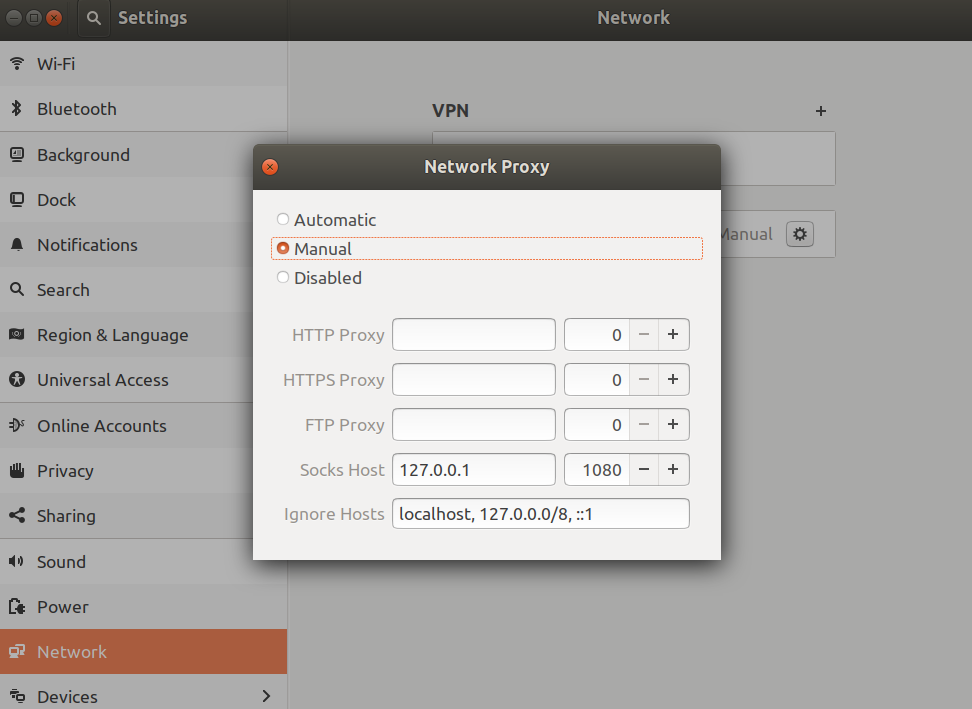 Settings
Network
Wi-Fi
Bluetooth
Background
Dock
Notifications
Search
Region & Language
Universal Access
Online Accounts
Privacy
Sharing
Sound
Power
Network
Devices
VPN
+
Manual
Network Proxy
Automatic
Manual
Disabled
HTTP Proxy 0 − +
HTTPS Proxy 0 − +
FTP Proxy 0 − +
Socks Host 127.0.0.1 1080 − +
Ignore Hosts localhost, 127.0.0.0/8, ::1